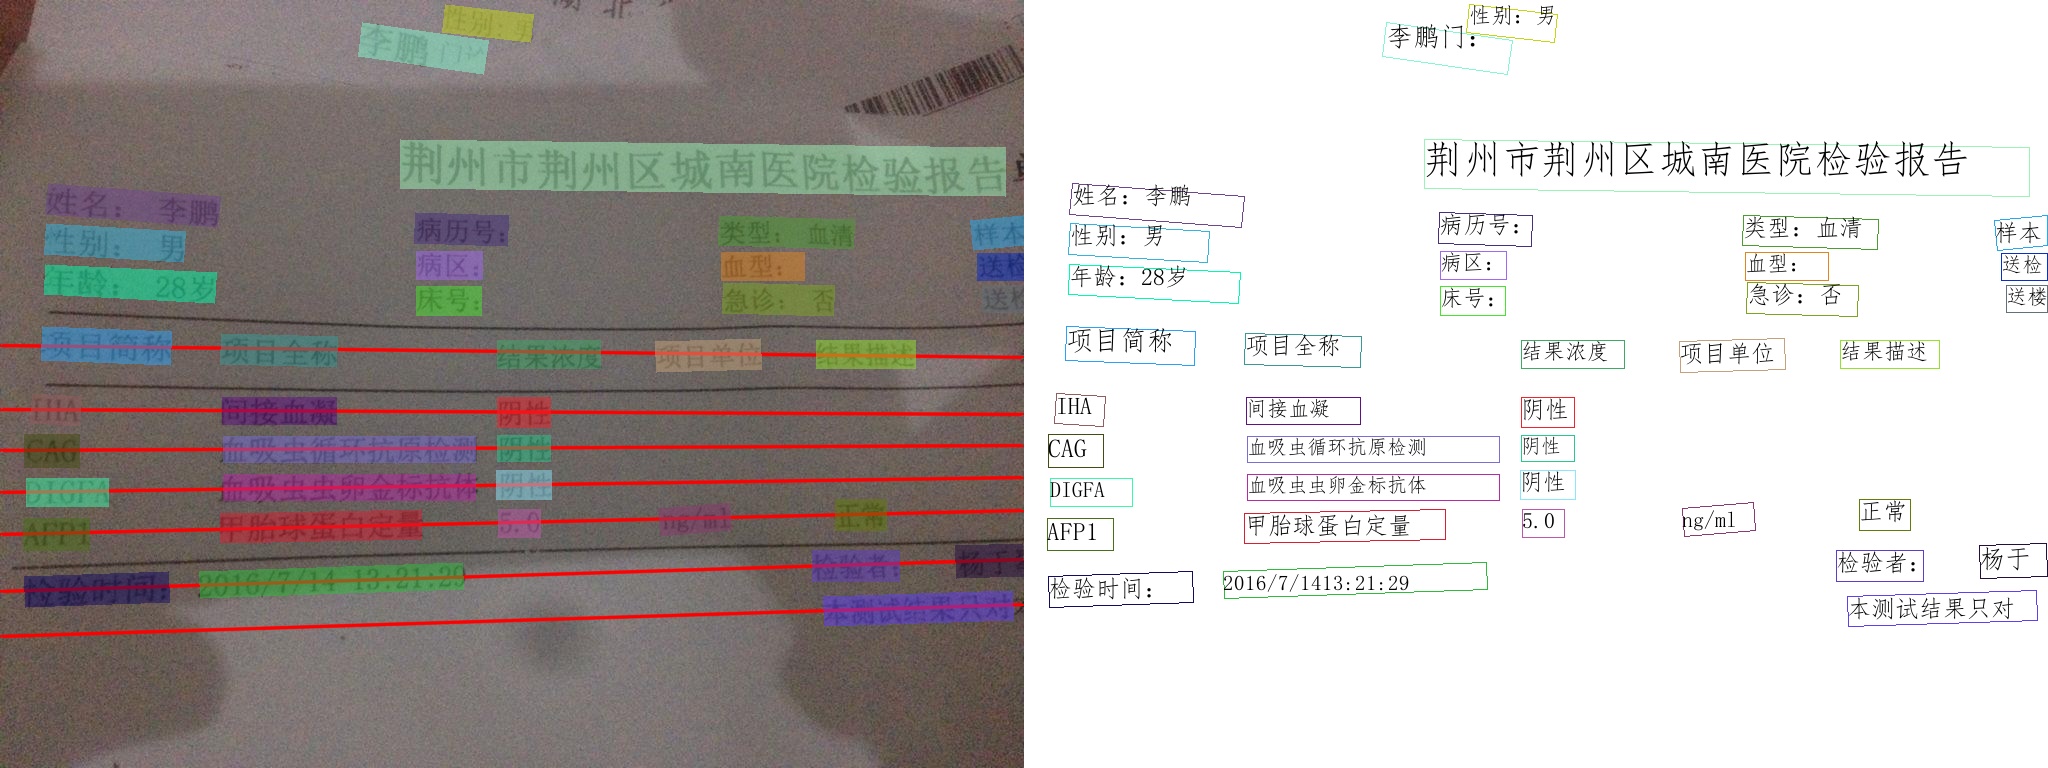 性别：男
李鹏门
荆州市荆州区城南医院检验报告
姓名：李鹏
性别：男 病历号： 类型：血清 样本
年龄：28岁 病区： 血型： 送检
床号： 急诊：否 送检
项目简称 项目全称 结果浓度 项目单位 结果描述
IHA 间接血凝 阴性
CAG 血吸虫循环抗原检测 阴性
DIGFA 血吸虫虫卵金标抗体 阴性
AFP1 甲胎球蛋白定量 5.0 ng/ml 正常
检验时间： 2016/7/14 13:21:29 检验者： 杨于
本测试结果只对
性别：男
李鹏门：
荆州市荆州区城南医院检验报告
姓名：李鹏
性别：男 病历号： 类型：血清 样本
年龄：28岁 病区： 血型： 送检
床号： 急诊：否 送楼
项目简称 项目全称 结果浓度 项目单位 结果描述
IHA 间接血凝 阴性
CAG 血吸虫循环抗原检测 阴性
DIGFA 血吸虫虫卵金标抗体 阴性
AFP1 甲胎球蛋白定量 5.0 ng/ml 正常
检验时间： 2016/7/1413:21:29 检验者： 杨于
本测试结果只对